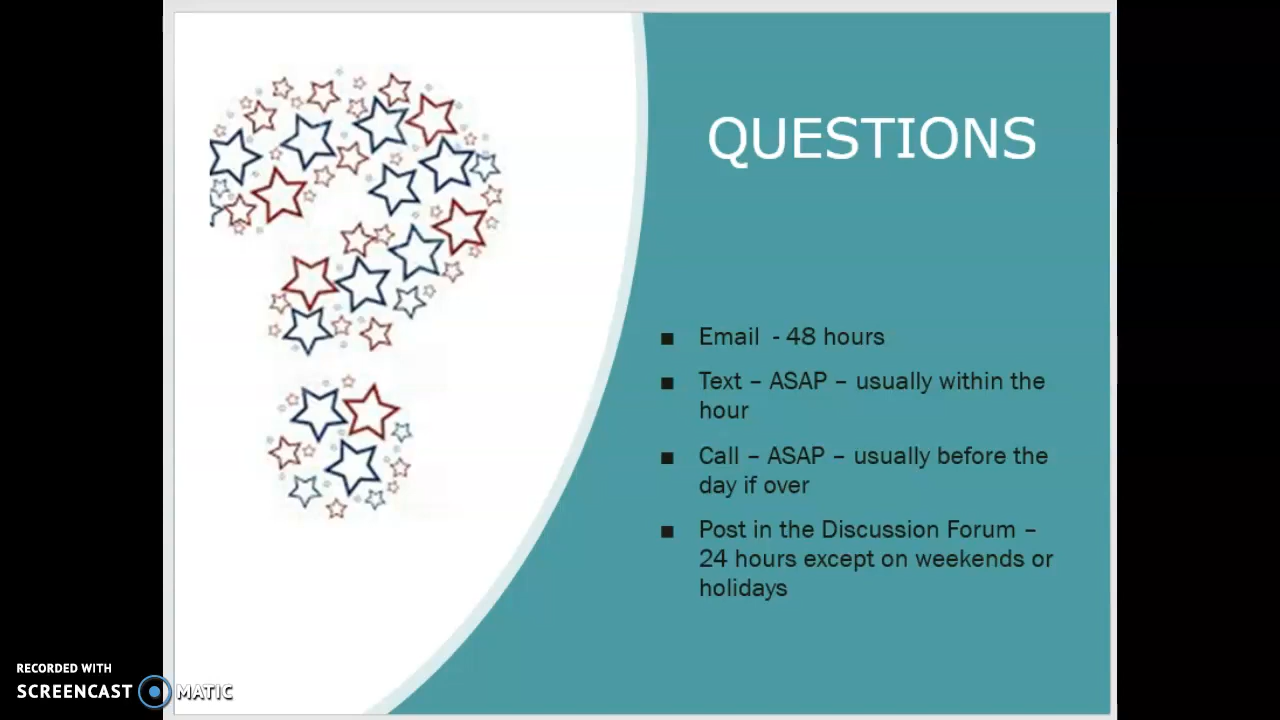 QUESTIONS
■ Email - 48 hours
■ Text – ASAP – usually within the
hour
■ Call – ASAP – usually before the
day if over
■ Post in the Discussion Forum –
24 hours except on weekends or
holidays
RECORDED WITH
SCREENCAST MATIC